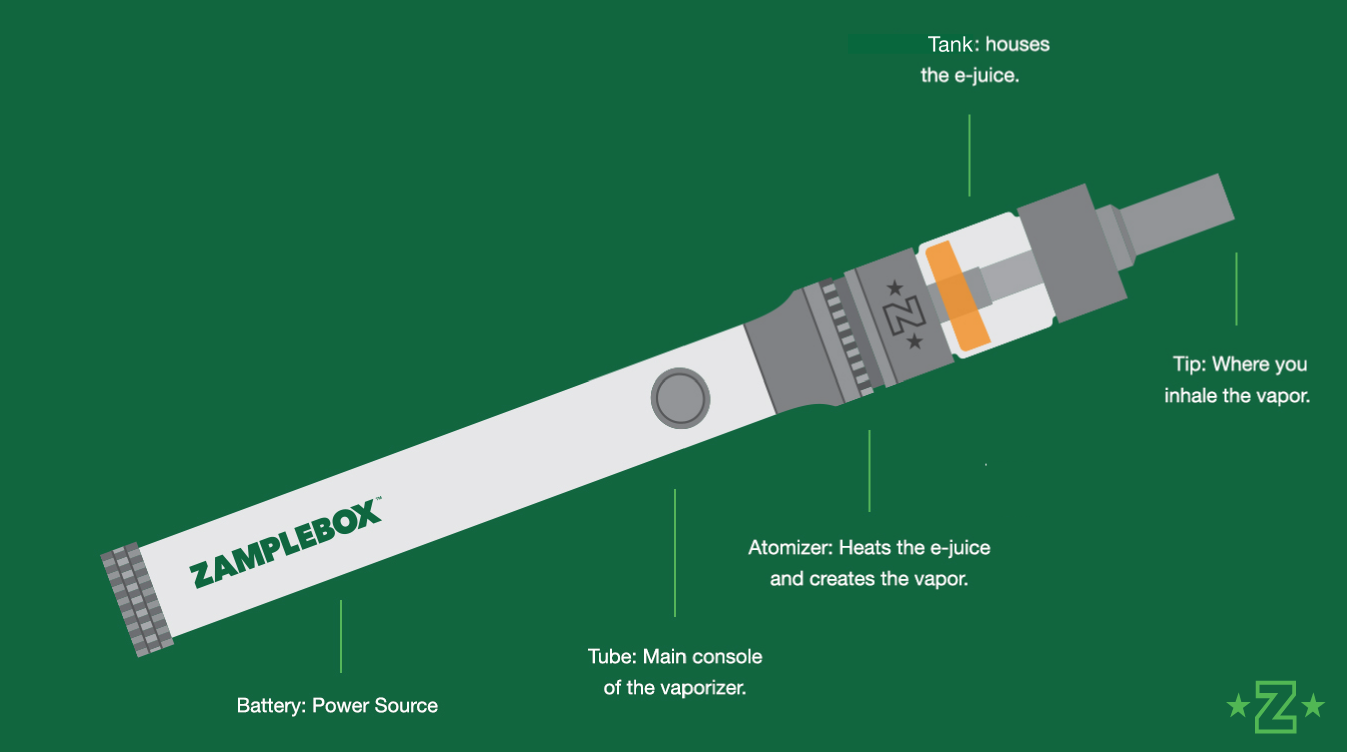 Tank: houses
the e-juice.
Tip: Where you
inhale the vapor.
Z
ZAMPLEBOX™
Atomizer: Heats the e-juice
and creates the vapor.
Tube: Main console
of the vaporizer.
Battery: Power Source
Z